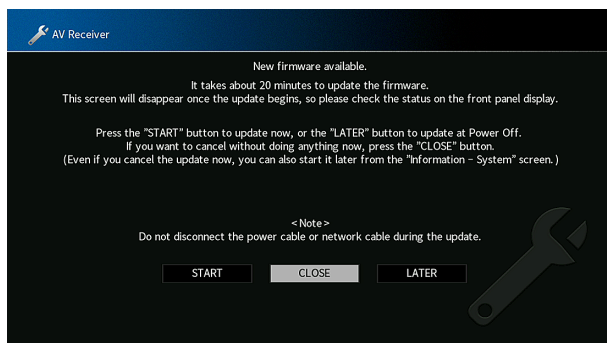 AV Receiver
New firmware available.
It takes about 20 minutes to update the firmware.
This screen will disappear once the update begins, so please check the status on the front panel display.
Press the "START" button to update now, or the "LATER" button to update at Power Off.
If you want to cancel without doing anything now, press the "CLOSE" button.
(Even if you cancel the update now, you can also start it later from the "Information – System" screen.)
<Note>
Do not disconnect the power cable or network cable during the update.
START CLOSE LATER